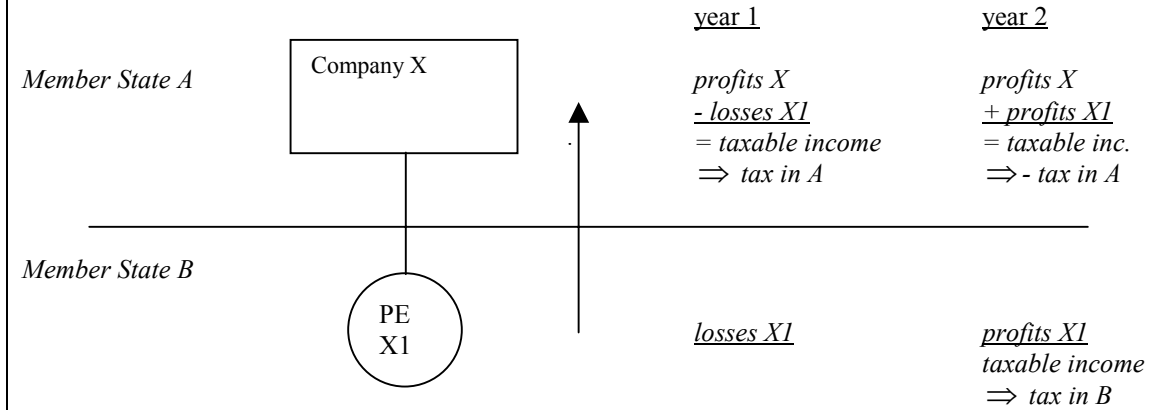 year 1 year 2
Member State A Company X profits X profits X
- losses X1 + profits X1
= taxable income = taxable inc.
⇒ tax in A ⇒ - tax in A
Member State B
PE
X1
losses X1 profits X1
taxable income
⇒ tax in B